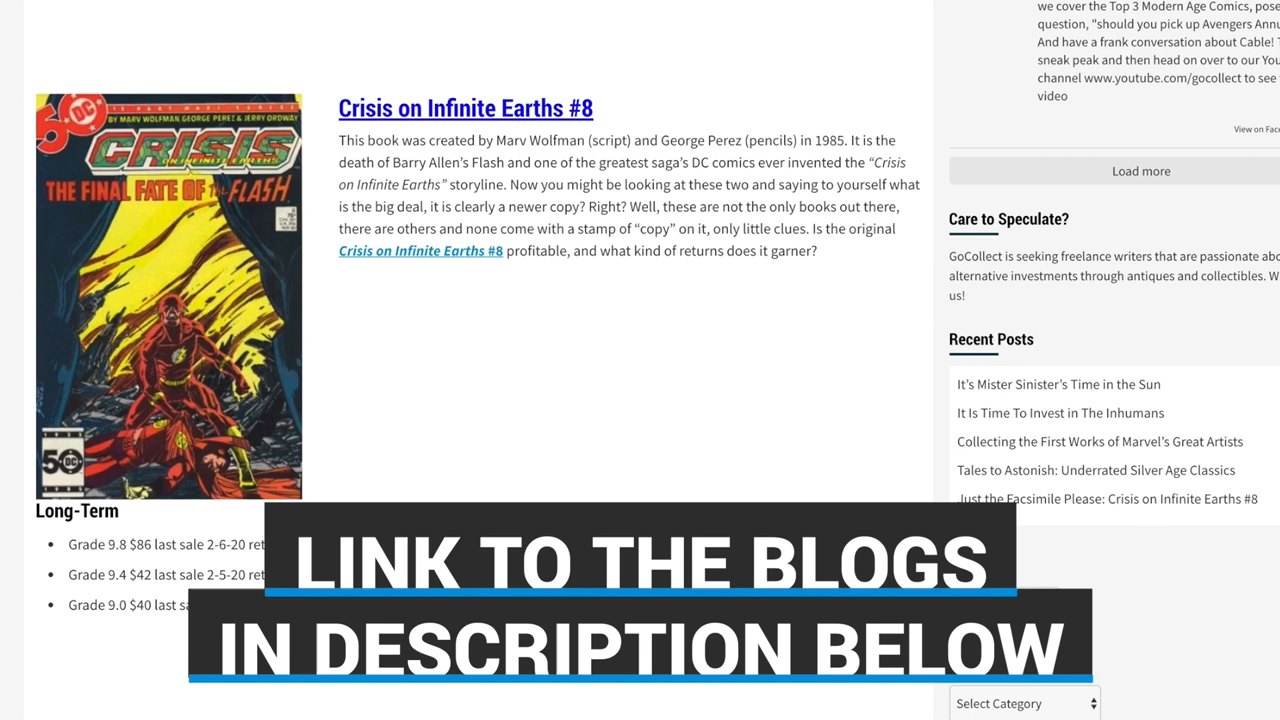 Crisis on Infinite Earths #8
This book was created by Marv Wolfman (script) and George Perez (pencils) in 1985. It is the
death of Barry Allen's Flash and one of the greatest saga's DC comics ever invented the “Crisis
on Infinite Earths” storyline. Now you might be looking at these two and saying to yourself what
is the big deal, it is clearly a newer copy? Right? Well, these are not the only books out there,
there are others and none come with a stamp of “copy” on it, only little clues. Is the original
Crisis on Infinite Earths #8 profitable, and what kind of returns does it garner?
DC
12 PART MAXI-SERIES
BY MARV WOLFMAN GEORGE PEREZ & JERRY ORDWAY
CRISIS
ON INFINITE EARTHS
THE FINAL FATE OF THE FLASH
1935
50
1985
Long-Term
• Grade 9.8 $86 last sale 2-6-20 ret
• Grade 9.4 $42 last sale 2-5-20 ret
• Grade 9.0 $40 last sa
LINK TO THE BLOGS
IN DESCRIPTION BELOW
we cover the Top 3 Modern Age Comics, pose
question, "should you pick up Avengers Annu
And have a frank conversation about Cable! T
sneak peak and then head on over to our You
channel www.youtube.com/gocollect to see
video
View on Fac
Load more
Care to Speculate?
GoCollect is seeking freelance writers that are passionate abo
alternative investments through antiques and collectibles. W
us!
Recent Posts
It's Mister Sinister's Time in the Sun
It Is Time To Invest in The Inhumans
Collecting the First Works of Marvel's Great Artists
Tales to Astonish: Underrated Silver Age Classics
Just the Facsimile Please: Crisis on Infinite Earths #8
Select Category